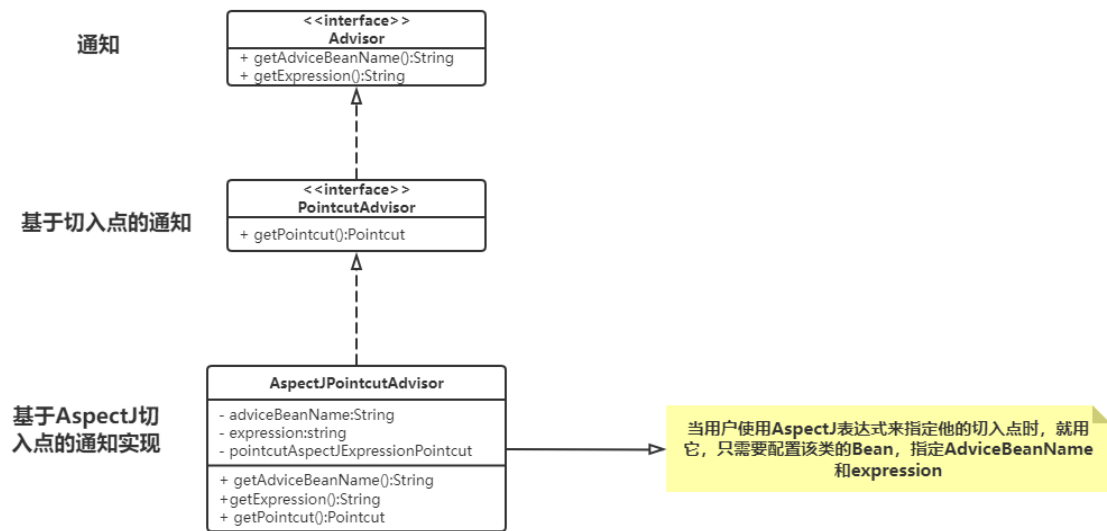 通知
<<interface>>
Advisor
+ getAdviceBeanName():String
+ getExpression():String
基于切入点的通知
<<interface>>
PointcutAdvisor
+ getPointcut():Pointcut
基于AspectJ切
入点的通知实现
AspectJPointcutAdvisor
- adviceBeanName:String
- expression:string
- pointcutAspectJExpressionPointcut
+ getAdviceBeanName():String
+getExpression():String
+ getPointcut():Pointcut
当用户使用AspectJ表达式来指定他的切入点时，就用
它，只需要配置该类的Bean，指定AdviceBeanName
和expression